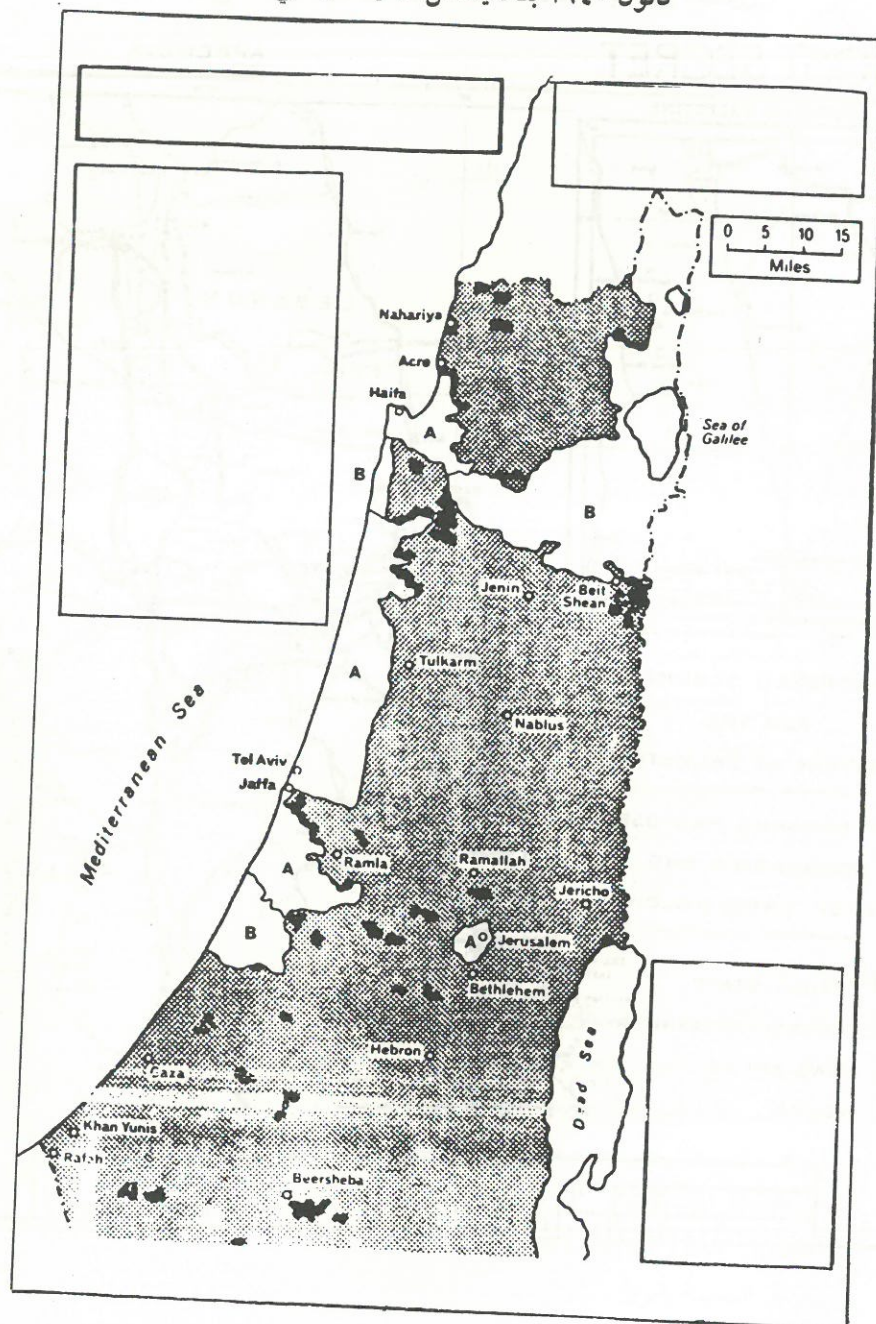 0 5 10 15
Miles
Nahariya
Acre
Haifa
A
Sea of
Galilee
B
B
Jenin
Beit
Shean
A
Tulkarm
Nablus
Mediterranean Sea
Tel Aviv
Jaffa
Ramla
Ramallah
A
Jericho
B
A
Jerusalem
Bethlehem
Hebron
Dead Sea
Gaza
Khan Yunis
Rafah
Beersheba